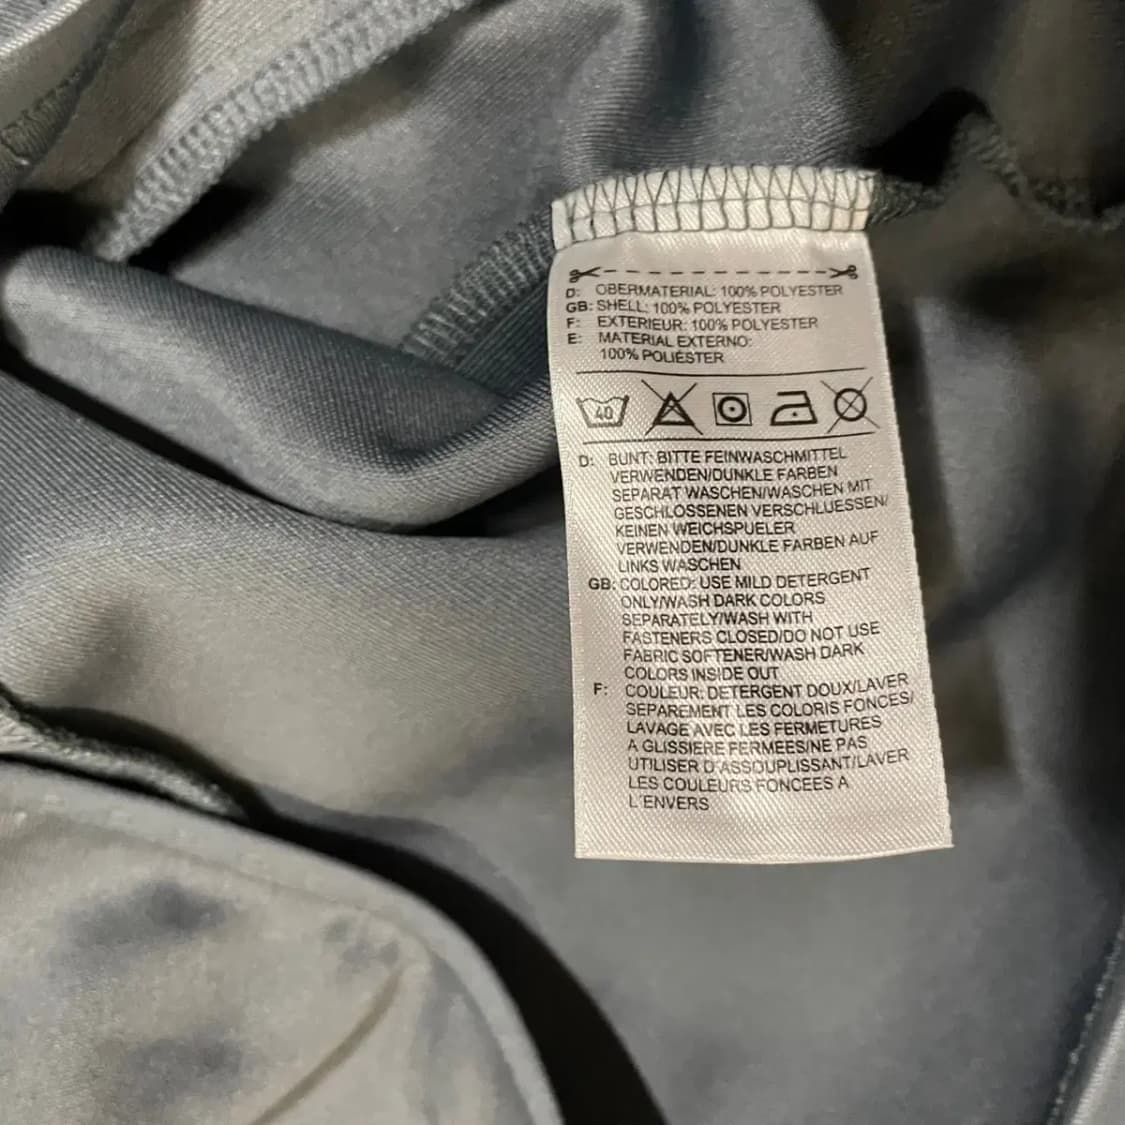 D: OBERMATERIAL: 100% POLYESTER
GB: SHELL: 100% POLYESTER
F: EXTERIEUR: 100% POLYESTER
E: MATERIAL EXTERNO:
100% POLIÉSTER
40
D: BUNT: BITTE FEINWASCHMITTEL
VERWENDEN/DUNKLE FARBEN
SEPARAT WASCHEN/WASCHEN MIT
GESCHLOSSENEN VERSCHLUESSEN/
KEINEN WEICHSPUELER
VERWENDEN/DUNKLE FARBEN AUF
LINKS WASCHEN
GB: COLORED: USE MILD DETERGENT
ONLY/WASH DARK COLORS
SEPARATELY/WASH WITH
FASTENERS CLOSED/DO NOT USE
FABRIC SOFTENER/WASH DARK
COLORS INSIDE OUT
F: COULEUR: DETERGENT DOUX/LAVER
SEPAREMENT LES COLORIS FONCES/
LAVAGE AVEC LES FERMETURES
A GLISSIERE FERMEES/NE PAS
UTILISER D'ASSOUPLISSANT/LAVER
LES COULEURS FONCEES A
L'ENVERS